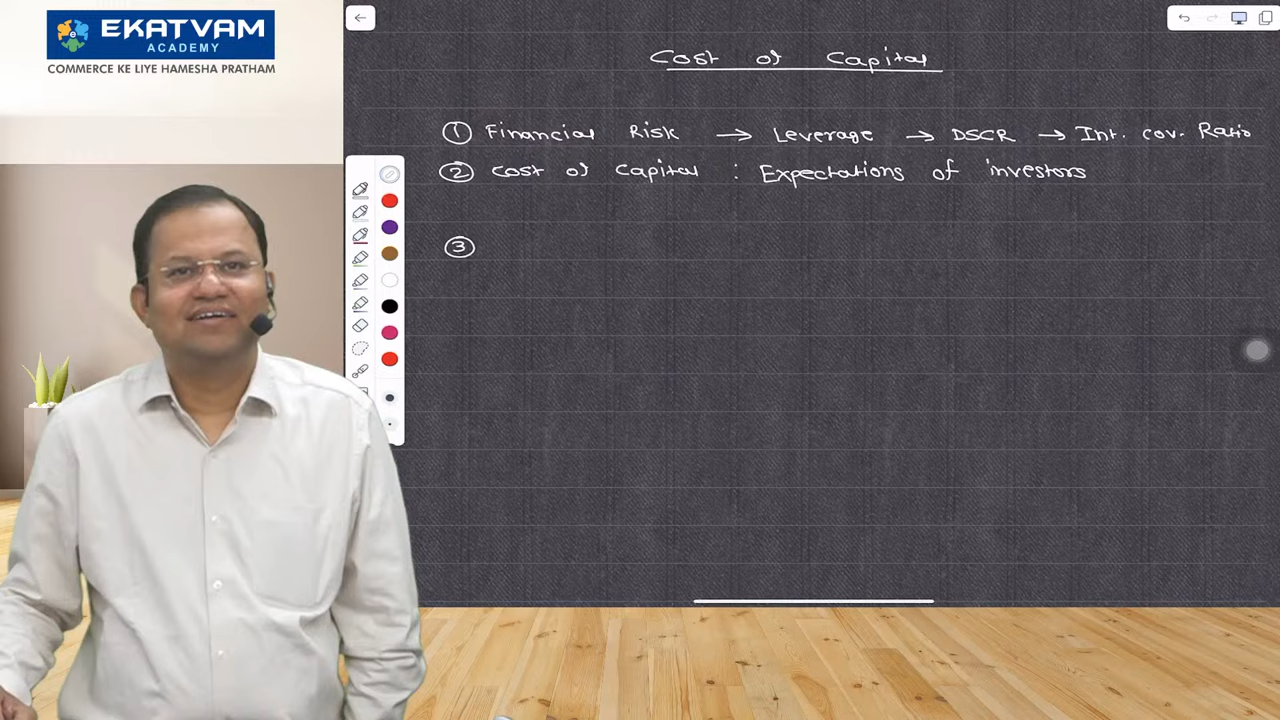 EKATVAM
ACADEMY
COMMERCE KE LIYE HAMESHA PRATHAM
Cost of Capital
① Financial Risk → Leverage → DSCR → Int. Cov. Ratio
② Cost of Capital : Expectations of investors
③